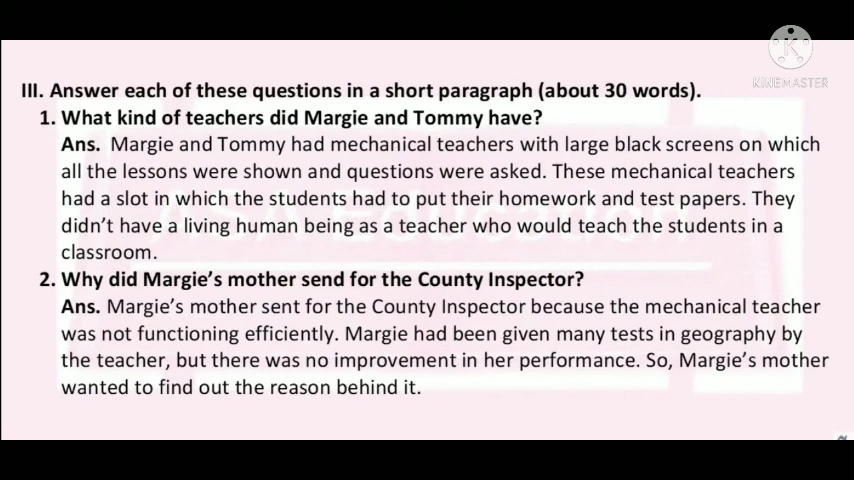 KINEMASTER
III. Answer each of these questions in a short paragraph (about 30 words).
1. What kind of teachers did Margie and Tommy have?
Ans. Margie and Tommy had mechanical teachers with large black screens on which
all the lessons were shown and questions were asked. These mechanical teachers
had a slot in which the students had to put their homework and test papers. They
didn’t have a living human being as a teacher who would teach the students in a
classroom.
2. Why did Margie’s mother send for the County Inspector?
Ans. Margie’s mother sent for the County Inspector because the mechanical teacher
was not functioning efficiently. Margie had been given many tests in geography by
the teacher, but there was no improvement in her performance. So, Margie’s mother
wanted to find out the reason behind it.